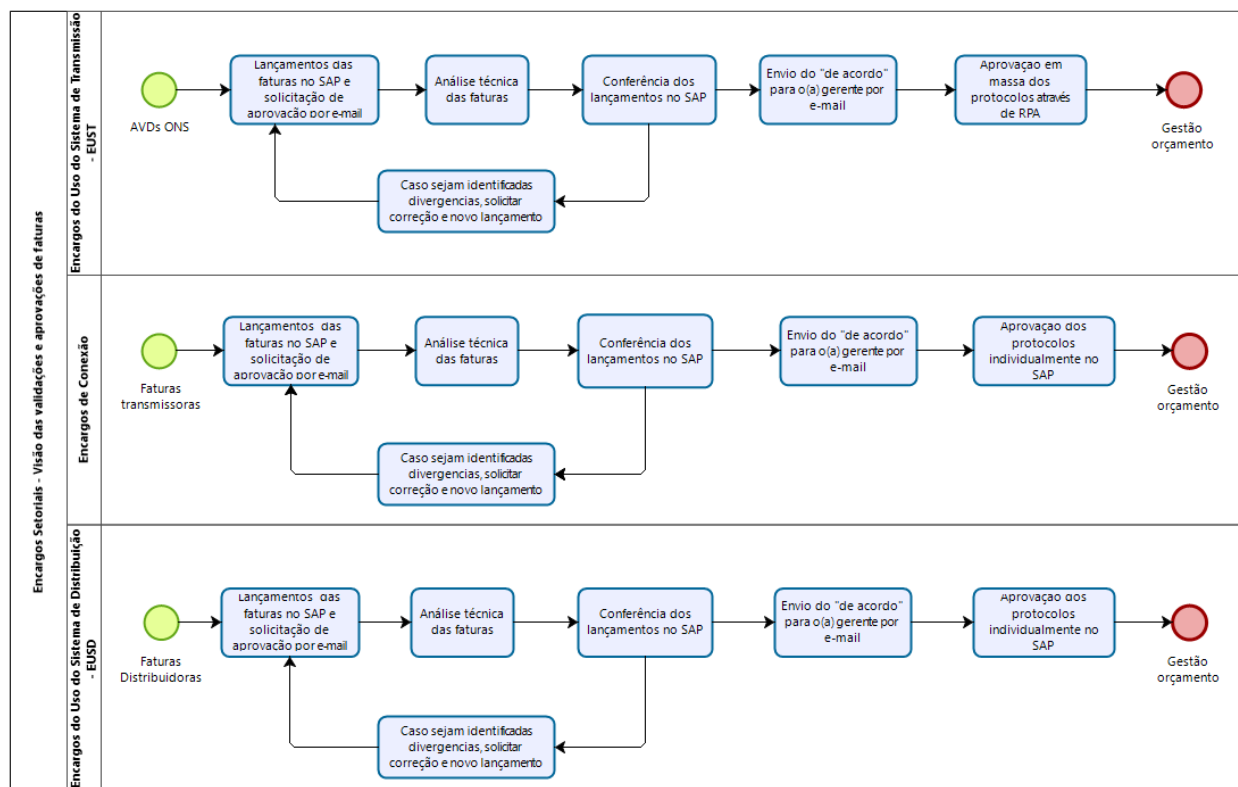 Encargos Setoriais - Visão das validações e aprovações de faturas
Encargos do Uso do Sistema de Transmissão
- EUST
AVDs ONS
Lançamentos das
faturas no SAP e
solicitação de
aprovação por e-mail
Análise técnica
das faturas
Conferência dos
lançamentos no SAP
Envio do "de acordo"
para o(a) gerente por
e-mail
Aprovação em
massa dos
protocolos através
de RPA
Gestão
orçamento
Caso sejam identificadas
divergencias, solicitar
correção e novo lançamento
Encargos de Conexão
Faturas
transmissoras
Lançamentos das
faturas no SAP e
solicitação de
aprovação por e-mail
Análise técnica
das faturas
Conferência dos
lançamentos no SAP
Envio do "de acordo"
para o(a) gerente por
e-mail
Aprovação dos
protocolos
individualmente no
SAP
Gestão
orçamento
Caso sejam identificadas
divergencias, solicitar
correção e novo lançamento
Encargos do Uso do Sistema de Distribuição
- EUSD
Faturas
Distribuidoras
Lançamentos das
faturas no SAP e
solicitação de
aprovação por e-mail
Análise técnica
das faturas
Conferência dos
lançamentos no SAP
Envio do "de acordo"
para o(a) gerente por
e-mail
Aprovação dos
protocolos
individualmente no
SAP
Gestão
orçamento
Caso sejam identificadas
divergencias, solicitar
correção e novo lançamento